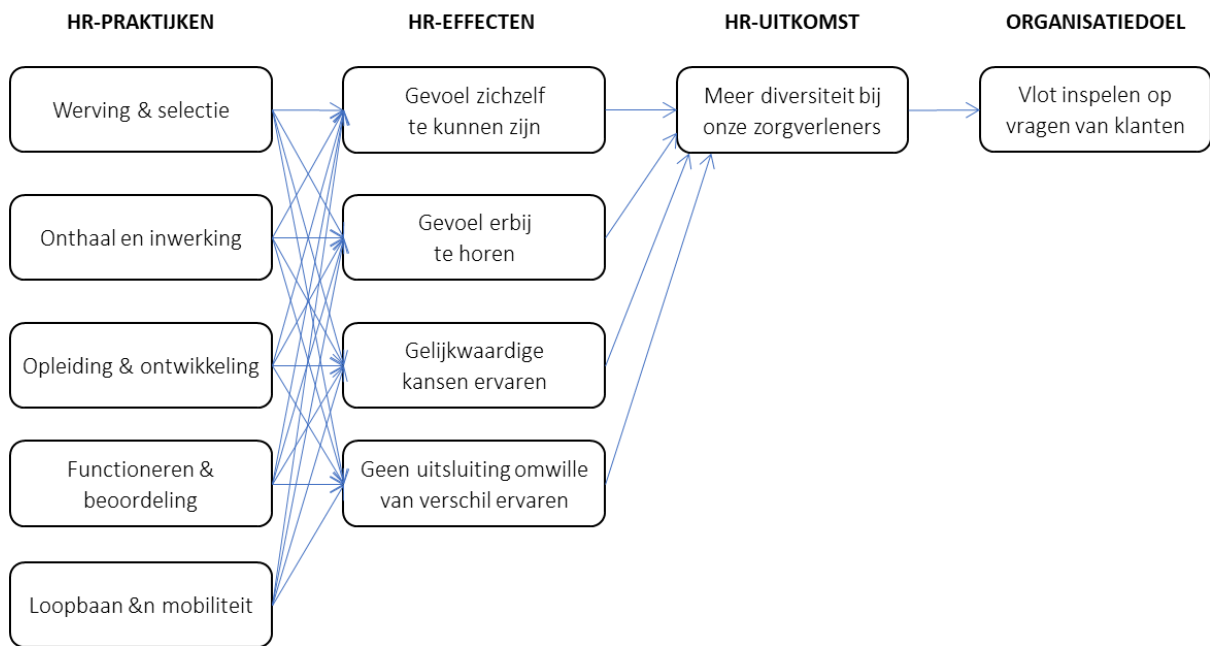 HR-PRAKTIJKEN
HR-EFFECTEN
HR-UITKOMST
ORGANISATIEDOEL
Werving & selectie
Onthaal en inwerking
Opleiding & ontwikkeling
Functioneren &
beoordeling
Loopbaan &n mobiliteit
Gevoel zichzelf
te kunnen zijn
Gevoel erbij
te horen
Gelijkwaardige
kansen ervaren
Geen uitsluiting omwille
van verschil ervaren
Meer diversiteit bij
onze zorgverleners
Vlot inspelen op
vragen van klanten